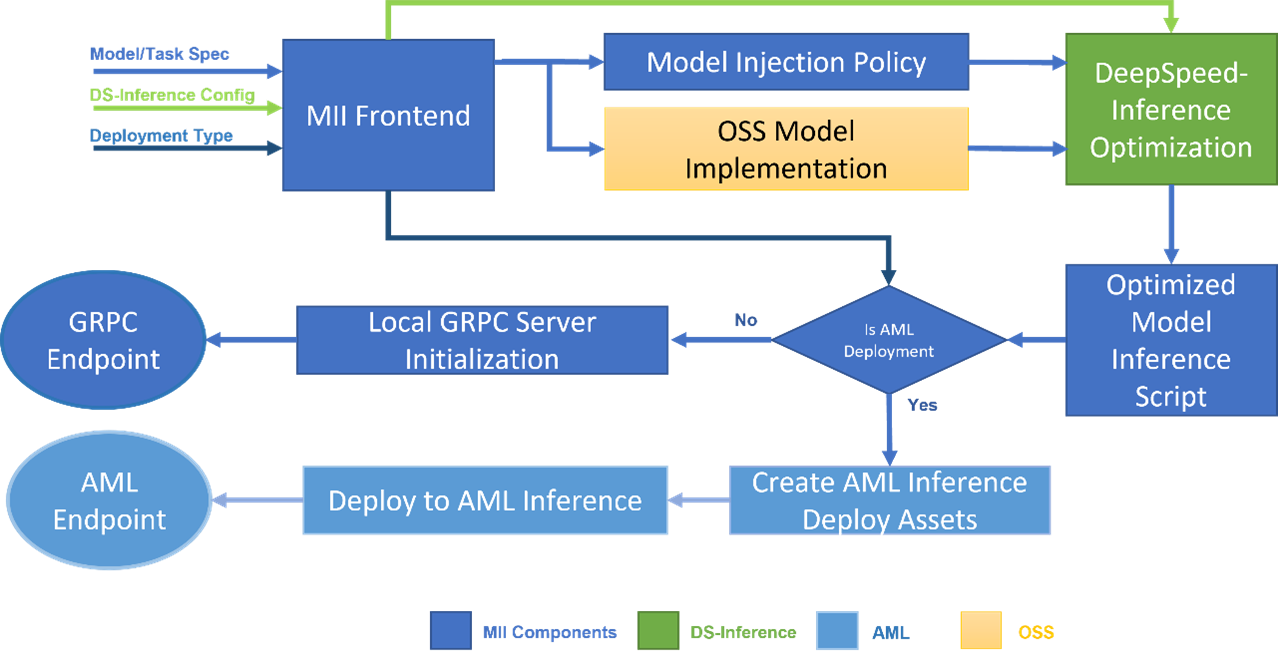 Model/Task Spec
DS-Inference Config
Deployment Type
MII Frontend
Model Injection Policy
OSS Model
Implementation
DeepSpeed-
Inference
Optimization
GRPC
Endpoint
Local GRPC Server
Initialization
No
Is AML
Deployment
Yes
Optimized
Model
Inference
Script
AML
Endpoint
Deploy to AML Inference
Create AML Inference
Deploy Assets
MII Components
DS-Inference
AML
OSS